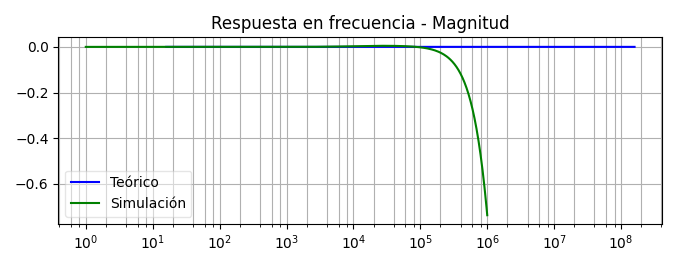 Respuesta en frecuencia - Magnitud
0.0
−0.2
−0.4
−0.6
Teórico
Simulación
10⁰ 10¹ 10² 10³ 10⁴ 10⁵ 10⁶ 10⁷ 10⁸